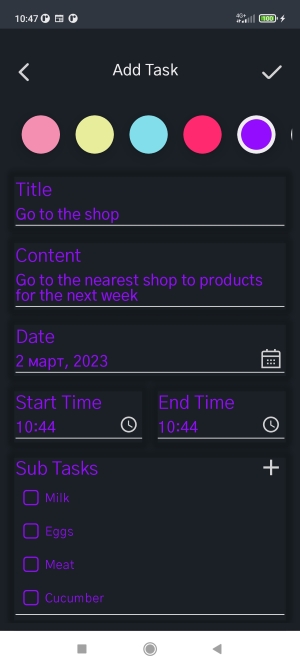 10:47
4G+
100
Add Task
Title
Go to the shop
Content
Go to the nearest shop to products
for the next week
Date
2 март, 2023
Start Time
End Time
10:44
10:44
Sub Tasks
Milk
Eggs
Meat
Cucumber